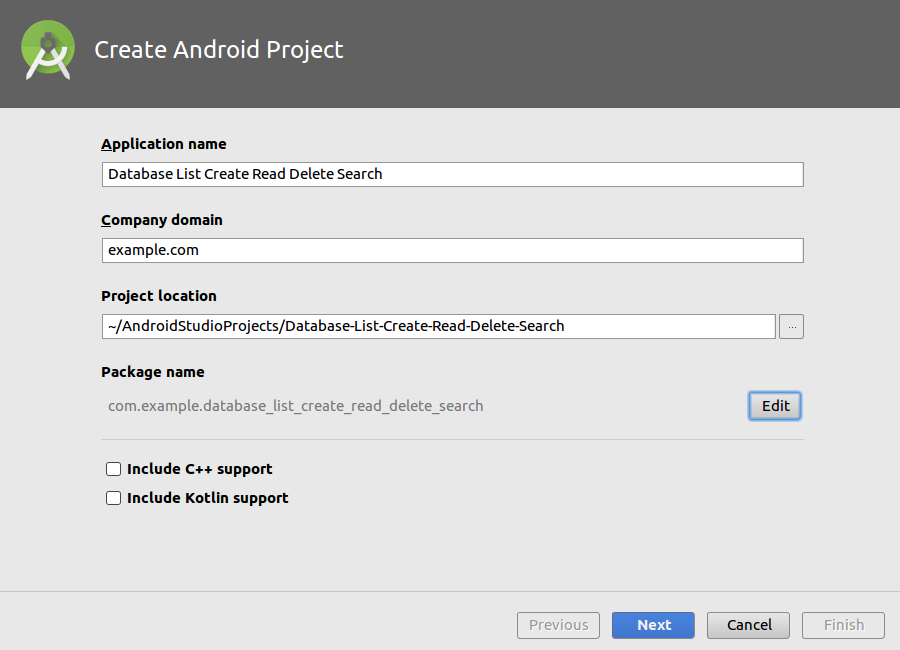 Create Android Project
Application name
Database List Create Read Delete Search
Company domain
example.com
Project location
~/AndroidStudioProjects/Database-List-Create-Read-Delete-Search
...
Package name
com.example.database_list_create_read_delete_search
Edit
Include C++ support
Include Kotlin support
Previous Next Cancel Finish